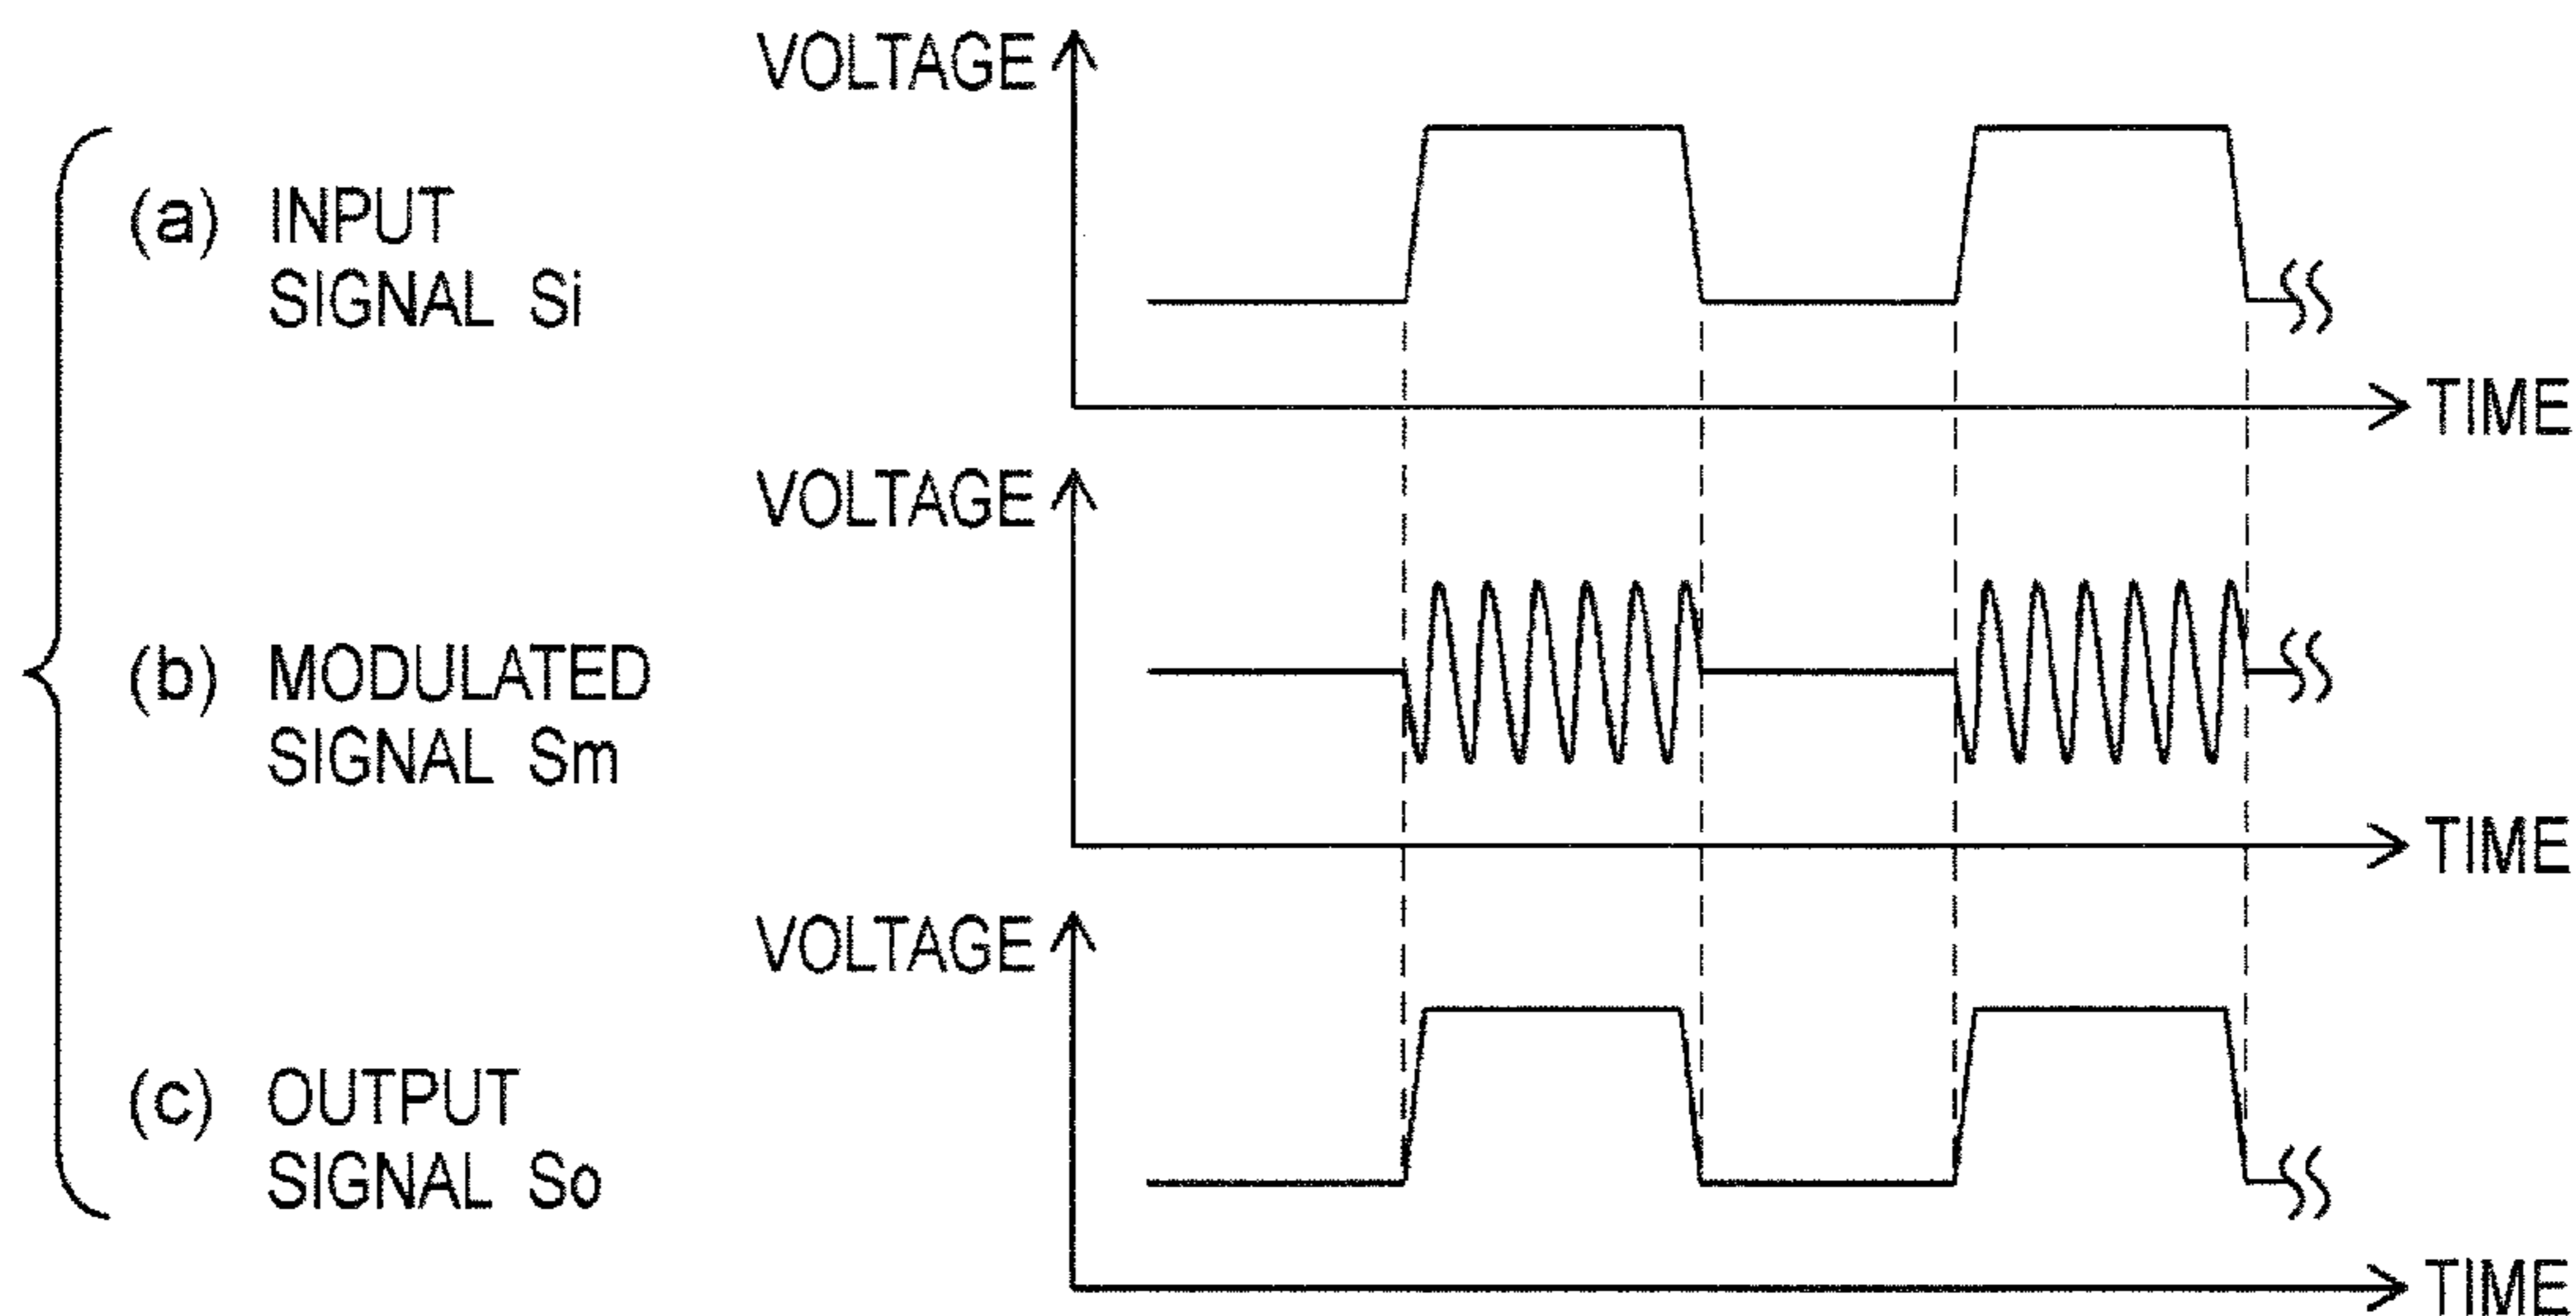 VOLTAGE
(a) INPUT
SIGNAL Si
TIME
VOLTAGE
(b) MODULATED
SIGNAL Sm
TIME
VOLTAGE
(c) OUTPUT
SIGNAL So
TIME